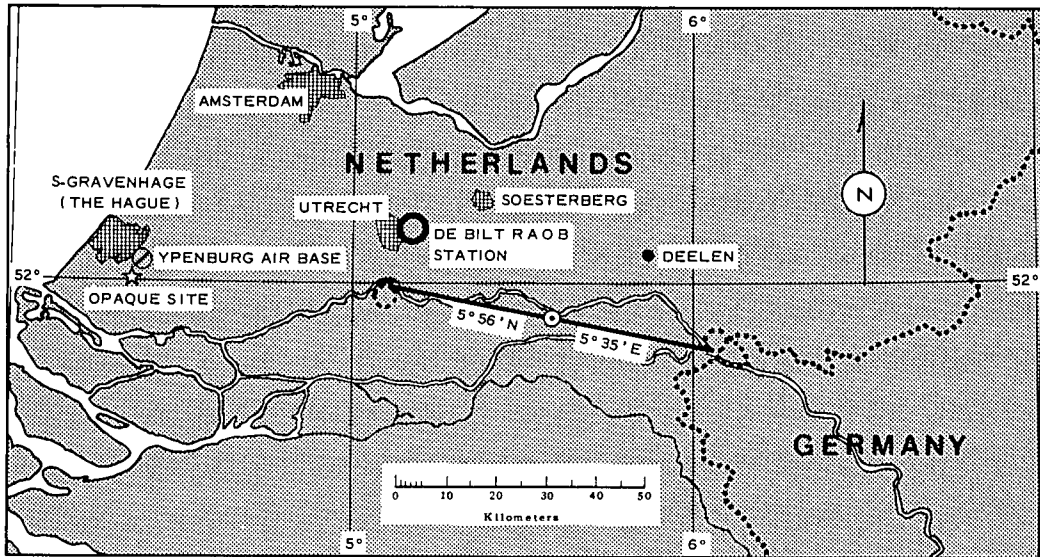 5°
6°
AMSTERDAM
NETHERLANDS
S-GRAVENHAGE
(THE HAGUE)
UTRECHT
SOESTERBERG
N
DE BILT RAOB
STATION
YPENBURG AIR BASE
DEELEN
52°
52°
OPAQUE SITE
5°56'N
5°35'E
GERMANY
0 10 20 30 40 50
Kilometers
5°
6°